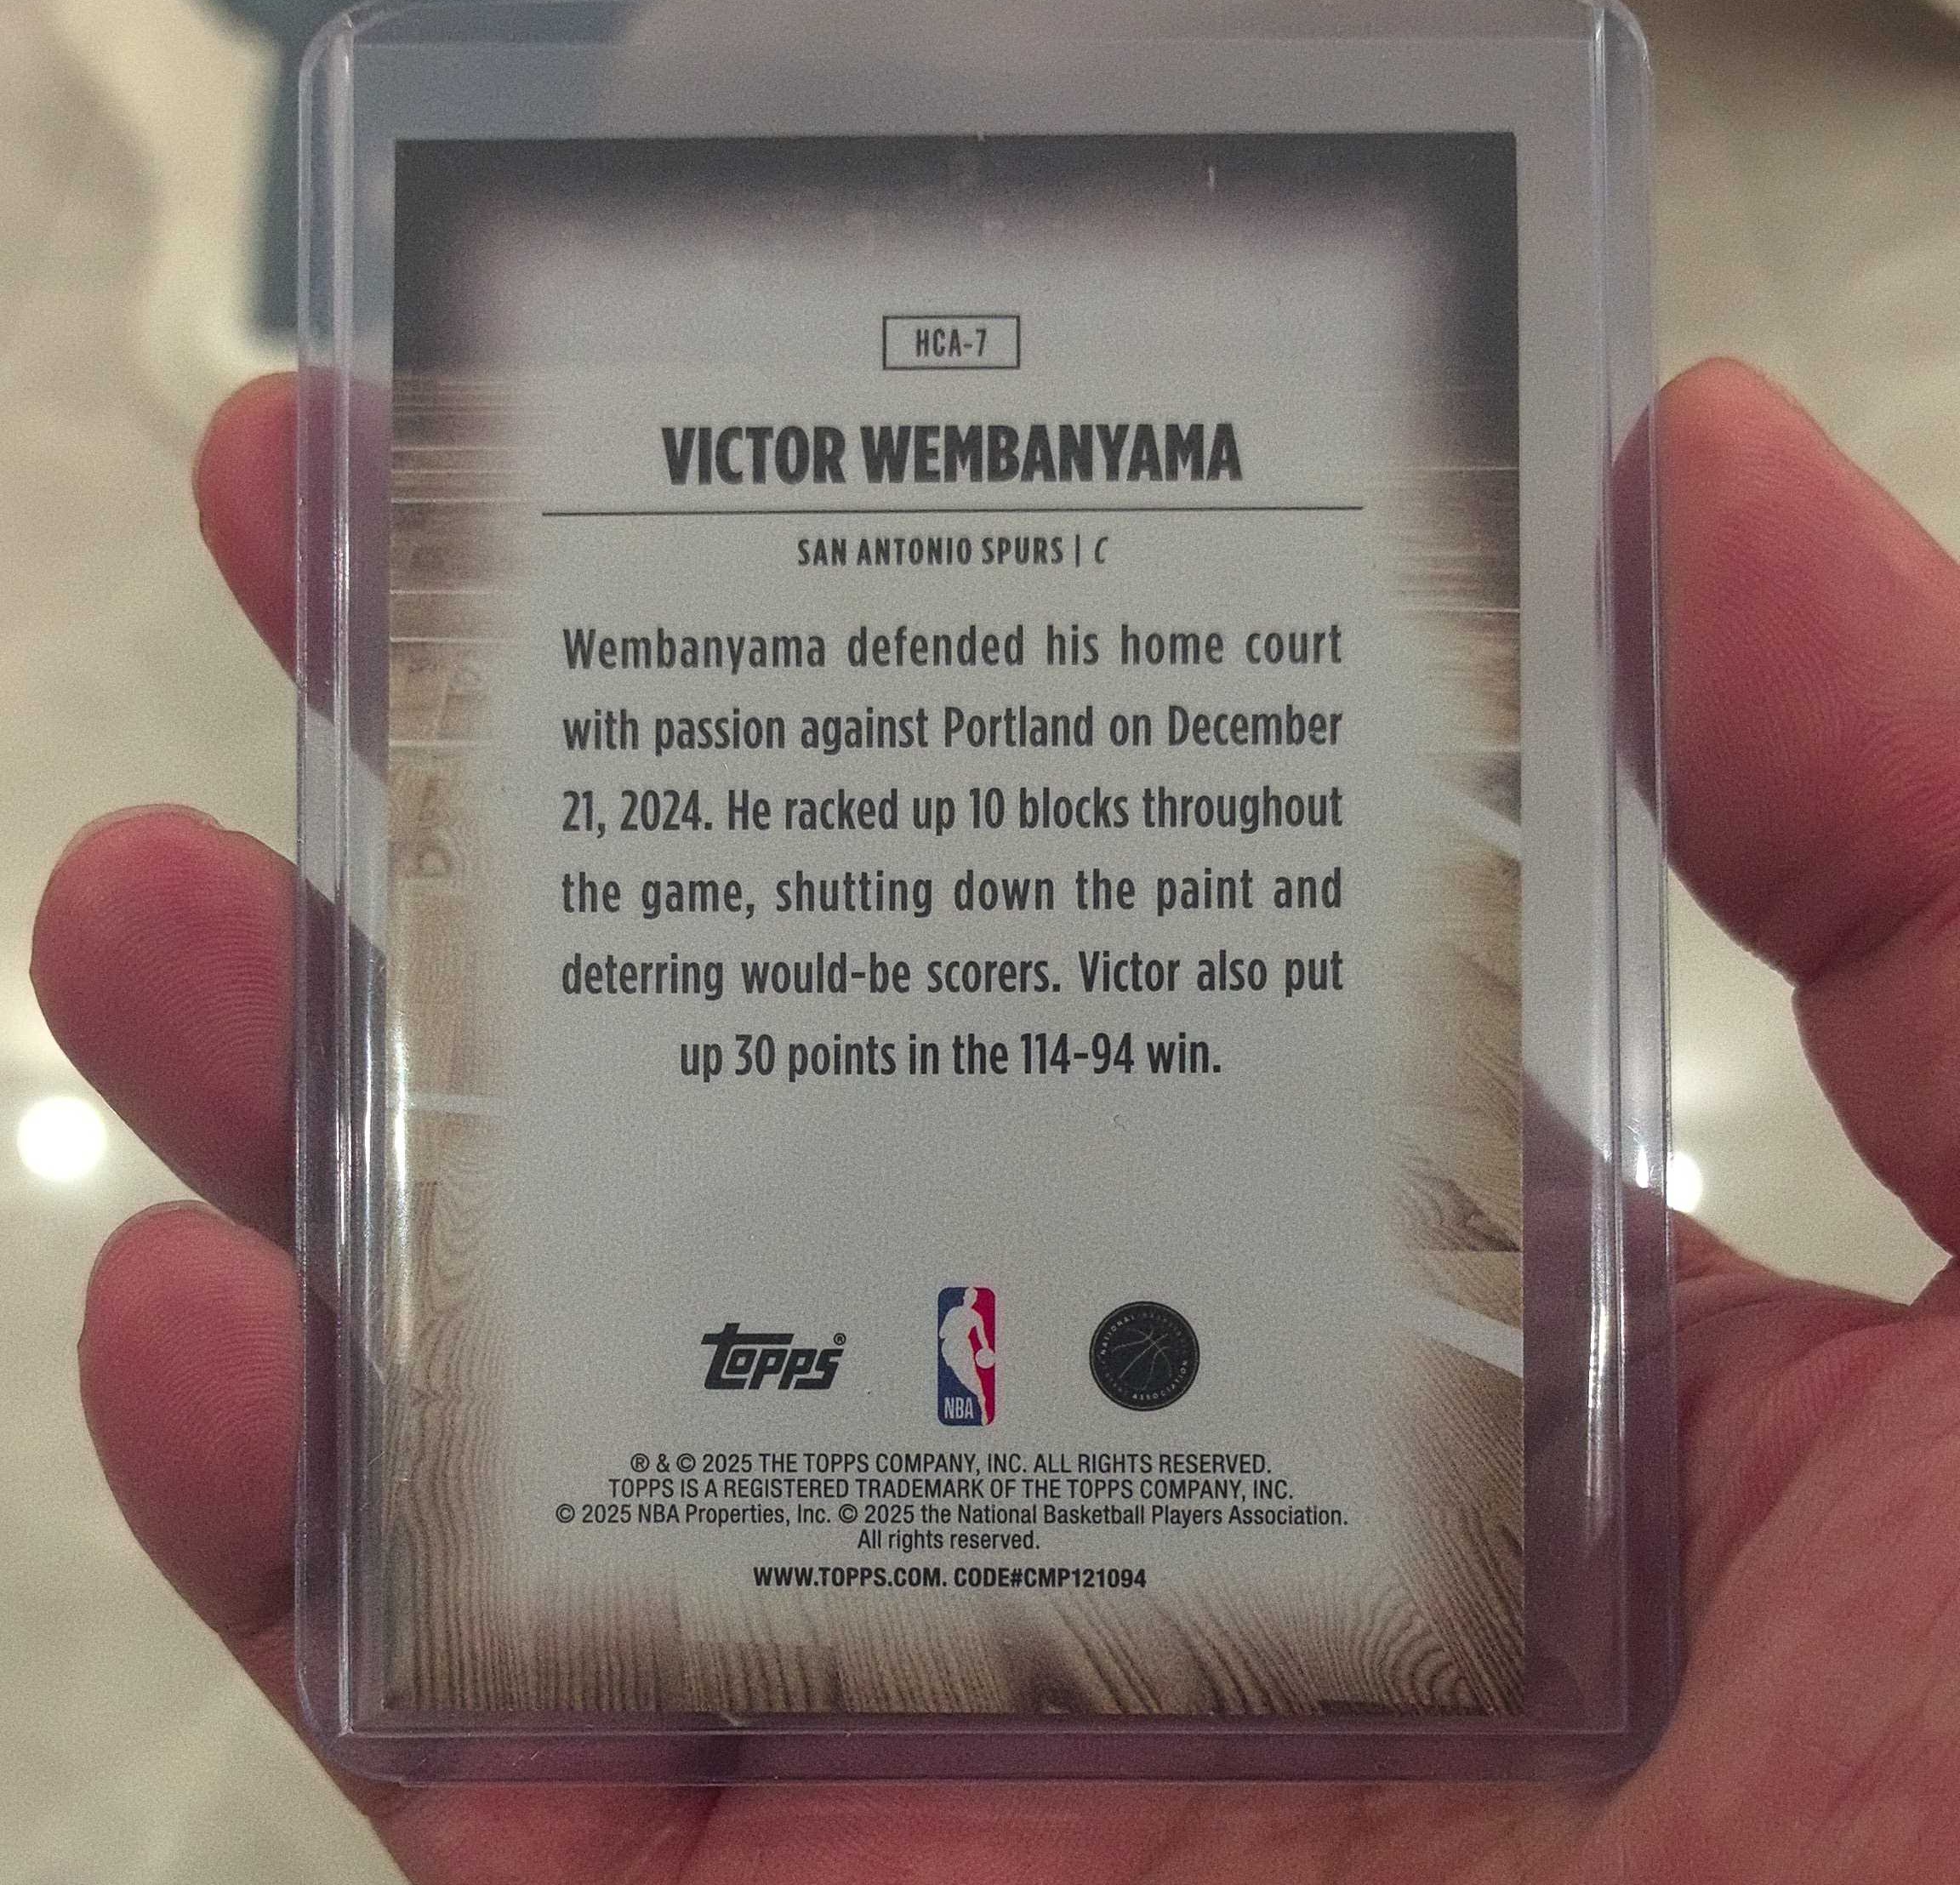 HCA-7
VICTOR WEMBANYAMA
SAN ANTONIO SPURS | C
Wembanyama defended his home court
with passion against Portland on December
21, 2024. He racked up 10 blocks throughout
the game, shutting down the paint and
deterring would-be scorers. Victor also put
up 30 points in the 114-94 win.
topps®
NBA
NATIONAL BASKETBALL PLAYERS ASSOCIATION
® & © 2025 THE TOPPS COMPANY, INC. ALL RIGHTS RESERVED.
TOPPS IS A REGISTERED TRADEMARK OF THE TOPPS COMPANY, INC.
© 2025 NBA Properties, Inc. © 2025 the National Basketball Players Association.
All rights reserved.
WWW.TOPPS.COM. CODE#CMP121094